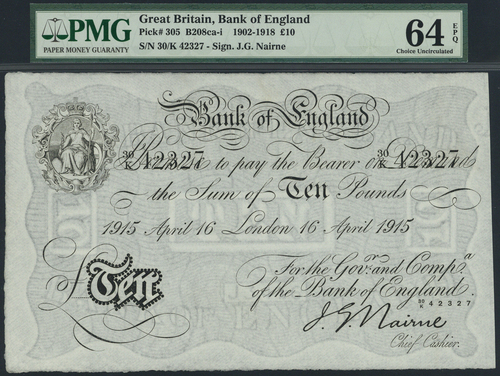 PMG
PAPER MONEY GUARANTY
Great Britain, Bank of England
Pick# 305 B208ca-i 1902-1918 £10
S/N 30/K 42327 - Sign. J.G. Nairne
64 EPQ
Choice Uncirculated
Bank of England
30/K 42327 30/K 42327
to pay the Bearer on Demand
the Sum of Ten Pounds
1915 April 16 London 16 April 1915
For the Govr. and Compa.
of the Bank of England.
30/K 42327
£Ten
J. G. Nairne
Chief Cashier.